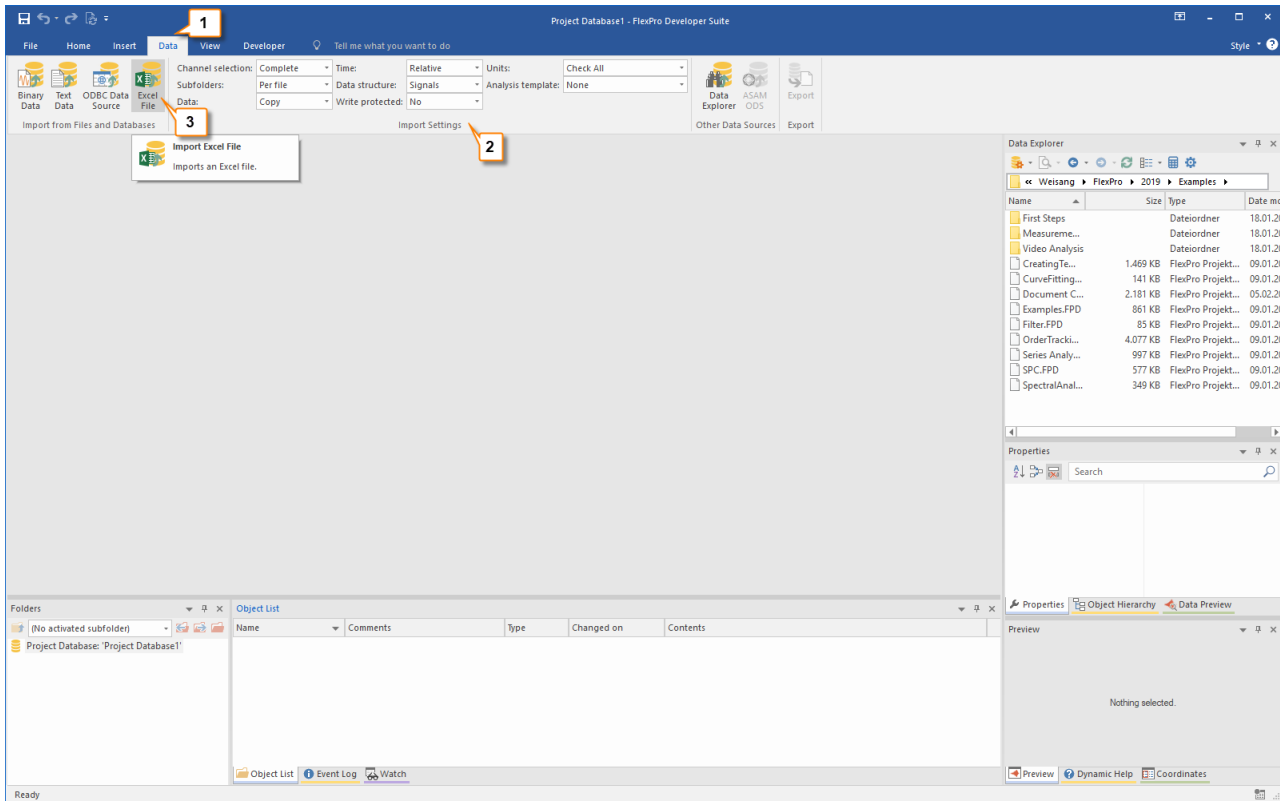 Project Database1 - FlexPro Developer Suite
1
File Home Insert Data View Developer Tell me what you want to do Style
Channel selection: Complete Time: Relative Units: Check All
Subfolders: Per file Data structure: Signals Analysis template: None
Data: Copy Write protected: No
Binary Data
Text Data
ODBC Data Source
Excel File
Data Explorer
ASAM ODS
Export
Import from Files and Databases
3
Import Settings
2
Other Data Sources
Export
Import Excel File
Imports an Excel file.
Data Explorer
« Weisang FlexPro 2019 Examples
Name Size Type Date mo
First Steps Dateiordner 18.01.20
Measureme... Dateiordner 18.01.20
Video Analysis Dateiordner 18.01.20
CreatingTe... 1.469 KB FlexPro Projekt... 09.01.20
CurveFitting... 141 KB FlexPro Projekt... 09.01.20
Document C... 2.181 KB FlexPro Projekt... 05.02.20
Examples.FPD 861 KB FlexPro Projekt... 09.01.20
Filter.FPD 85 KB FlexPro Projekt... 09.01.20
OrderTracki... 4.077 KB FlexPro Projekt... 09.01.20
Series Analy... 997 KB FlexPro Projekt... 09.01.20
SPC.FPD 577 KB FlexPro Projekt... 09.01.20
SpectralAnal... 349 KB FlexPro Projekt... 09.01.20
Properties
Search
Properties Object Hierarchy Data Preview
Folders
(No activated subfolder)
Project Database: 'Project Database1'
Object List
Name Comments Type Changed on Contents
Object List Event Log Watch
Preview
Nothing selected.
Preview Dynamic Help Coordinates
Ready